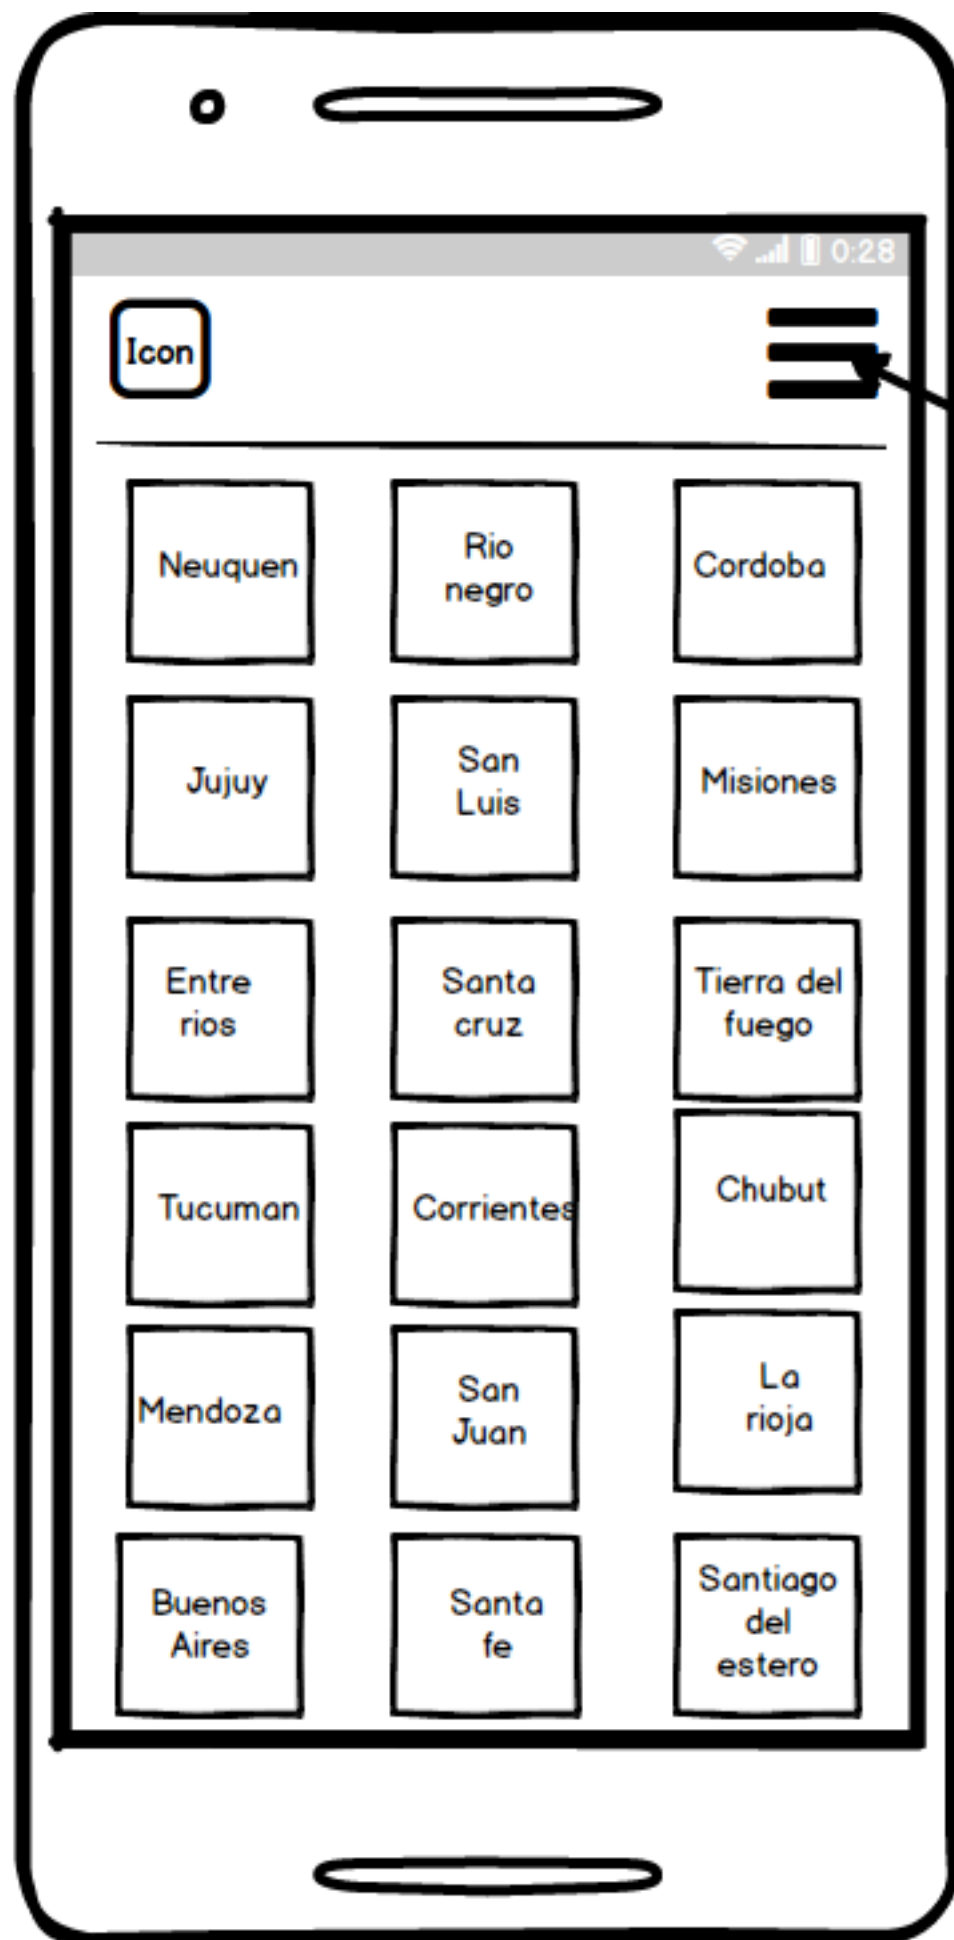 0:28
Icon
Neuquen
Rio
negro
Cordoba
Jujuy
San
Luis
Misiones
Entre
rios
Santa
cruz
Tierra del
fuego
Tucuman
Corrientes
Chubut
Mendoza
San
Juan
La
rioja
Buenos
Aires
Santa
fe
Santiago
del
estero